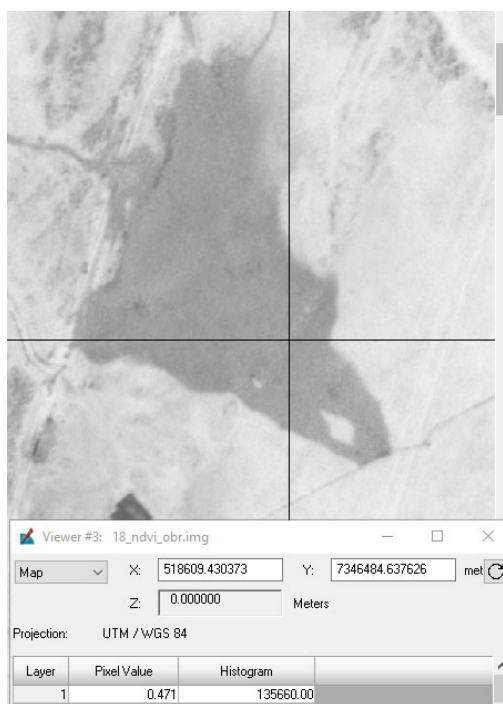 Viewer #3: 18_ndvi_obr.img
Map X: 518609.430373 Y: 7346484.637626 met
Z: 0.000000 Meters
Projection: UTM / WGS 84
Layer Pixel Value Histogram
1 0.471 135660.00